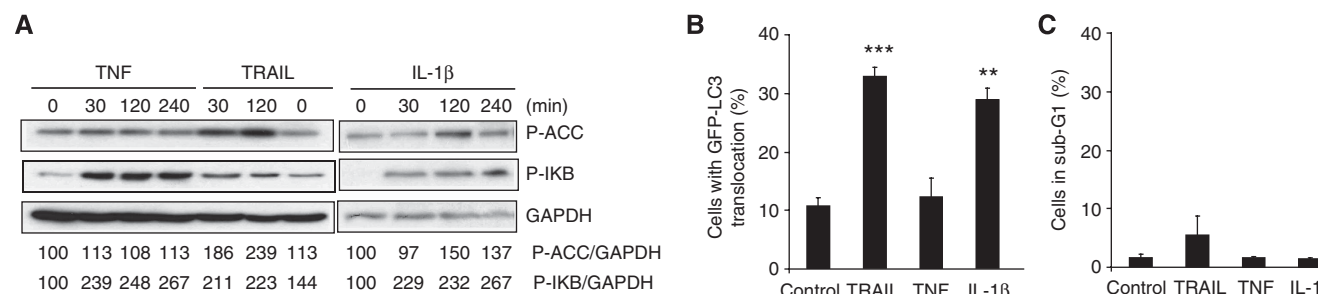 A
TNF TRAIL IL-1β
0 30 120 240 30 120 0 0 30 120 240 (min)
P-ACC
P-IKB
GAPDH
100 113 108 113 186 239 113 100 97 150 137 P-ACC/GAPDH
100 239 248 267 211 223 144 100 229 232 267 P-IKB/GAPDH
B
Cells with GFP-LC3
translocation (%)
40
30
20
10
0
***
**
Control TRAIL TNF IL-1β
C
Cells in sub-G1 (%)
40
30
20
10
0
Control TRAIL TNF IL-1